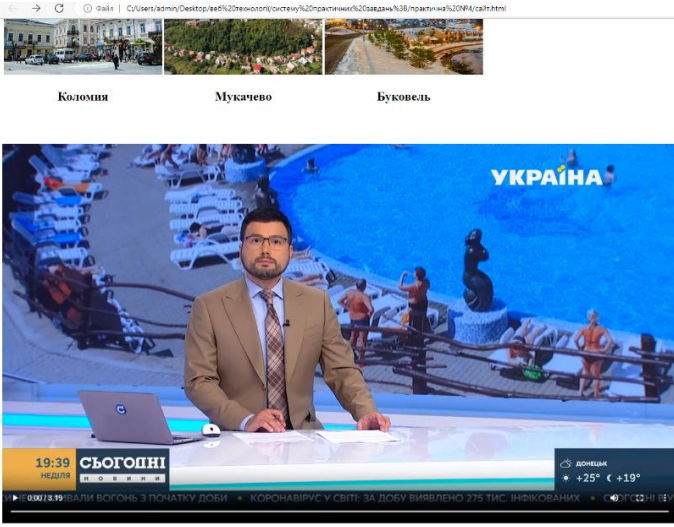 Файл | C:/Users/admin/Desktop/веб%20технології/систему%20практичних%20завдань%3B/практична%20№4/сайт.html
Коломия
Мукачево
Буковель
УКРАЇНА
19:39
НЕДІЛЯ
СЬОГОДНІ
НОВИНИ
ДОНЕЦЬК
+25° +19°
0:00 / 3:19
ВАЛИ ВОГОНЬ З ПОЧАТКУ ДОБИ • КОРОНАВІРУС У СВІТІ: ЗА ДОБУ ВИЯВЛЕНО 275 ТИС. ІНФІКОВАНИХ •